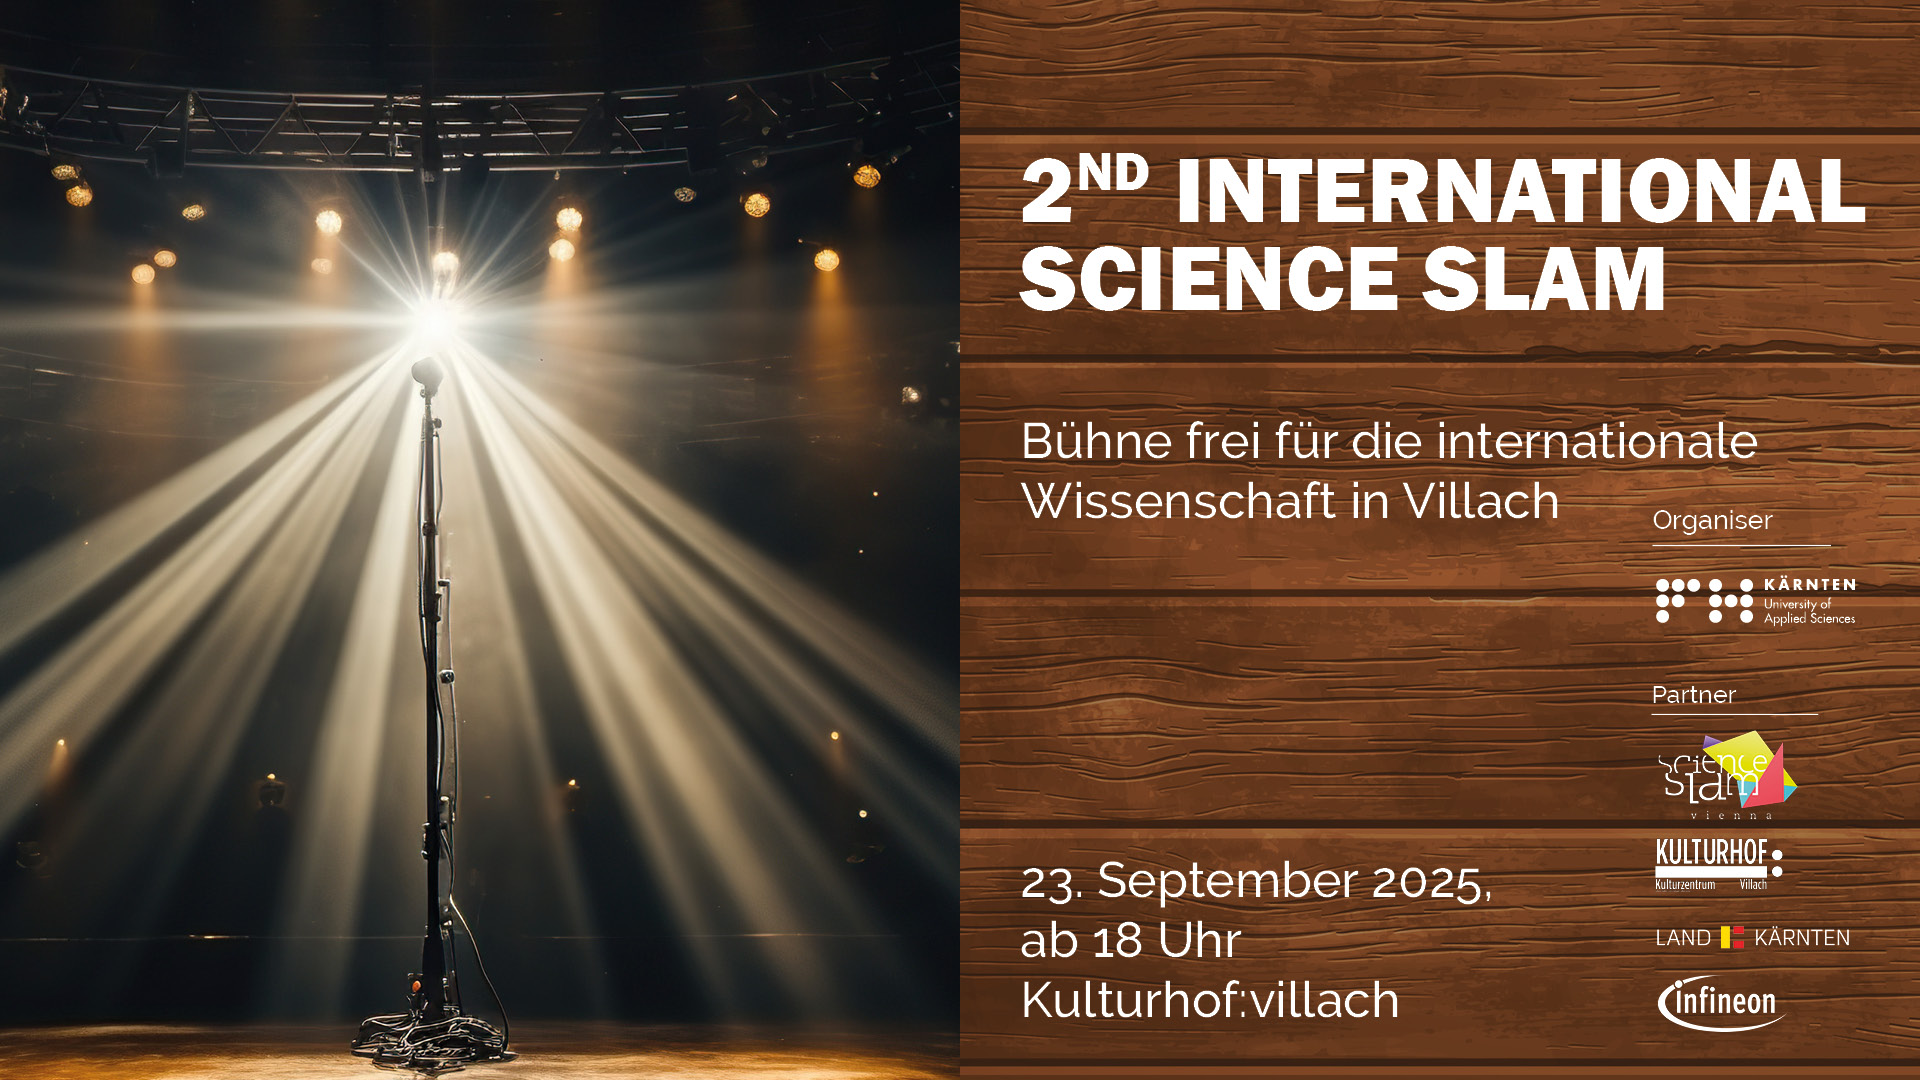 2ND INTERNATIONAL
SCIENCE SLAM
Bühne frei für die internationale
Wissenschaft in Villach
Organiser
FH KÄRNTEN
University of
Applied Sciences
Partner
science
slam
vienna
KULTURHOF:
Kulturzentrum Villach
LAND KÄRNTEN
infineon
23. September 2025,
ab 18 Uhr
Kulturhof:villach